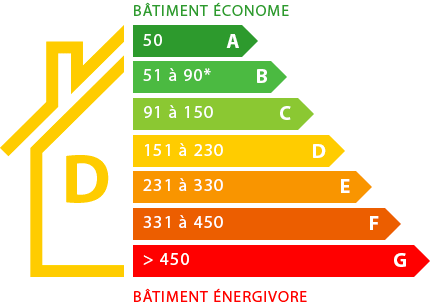 BÂTIMENT ÉCONOME
50 A
51 à 90* B
91 à 150 C
D
151 à 230 D
231 à 330 E
331 à 450 F
> 450 G
BÂTIMENT ÉNERGIVORE